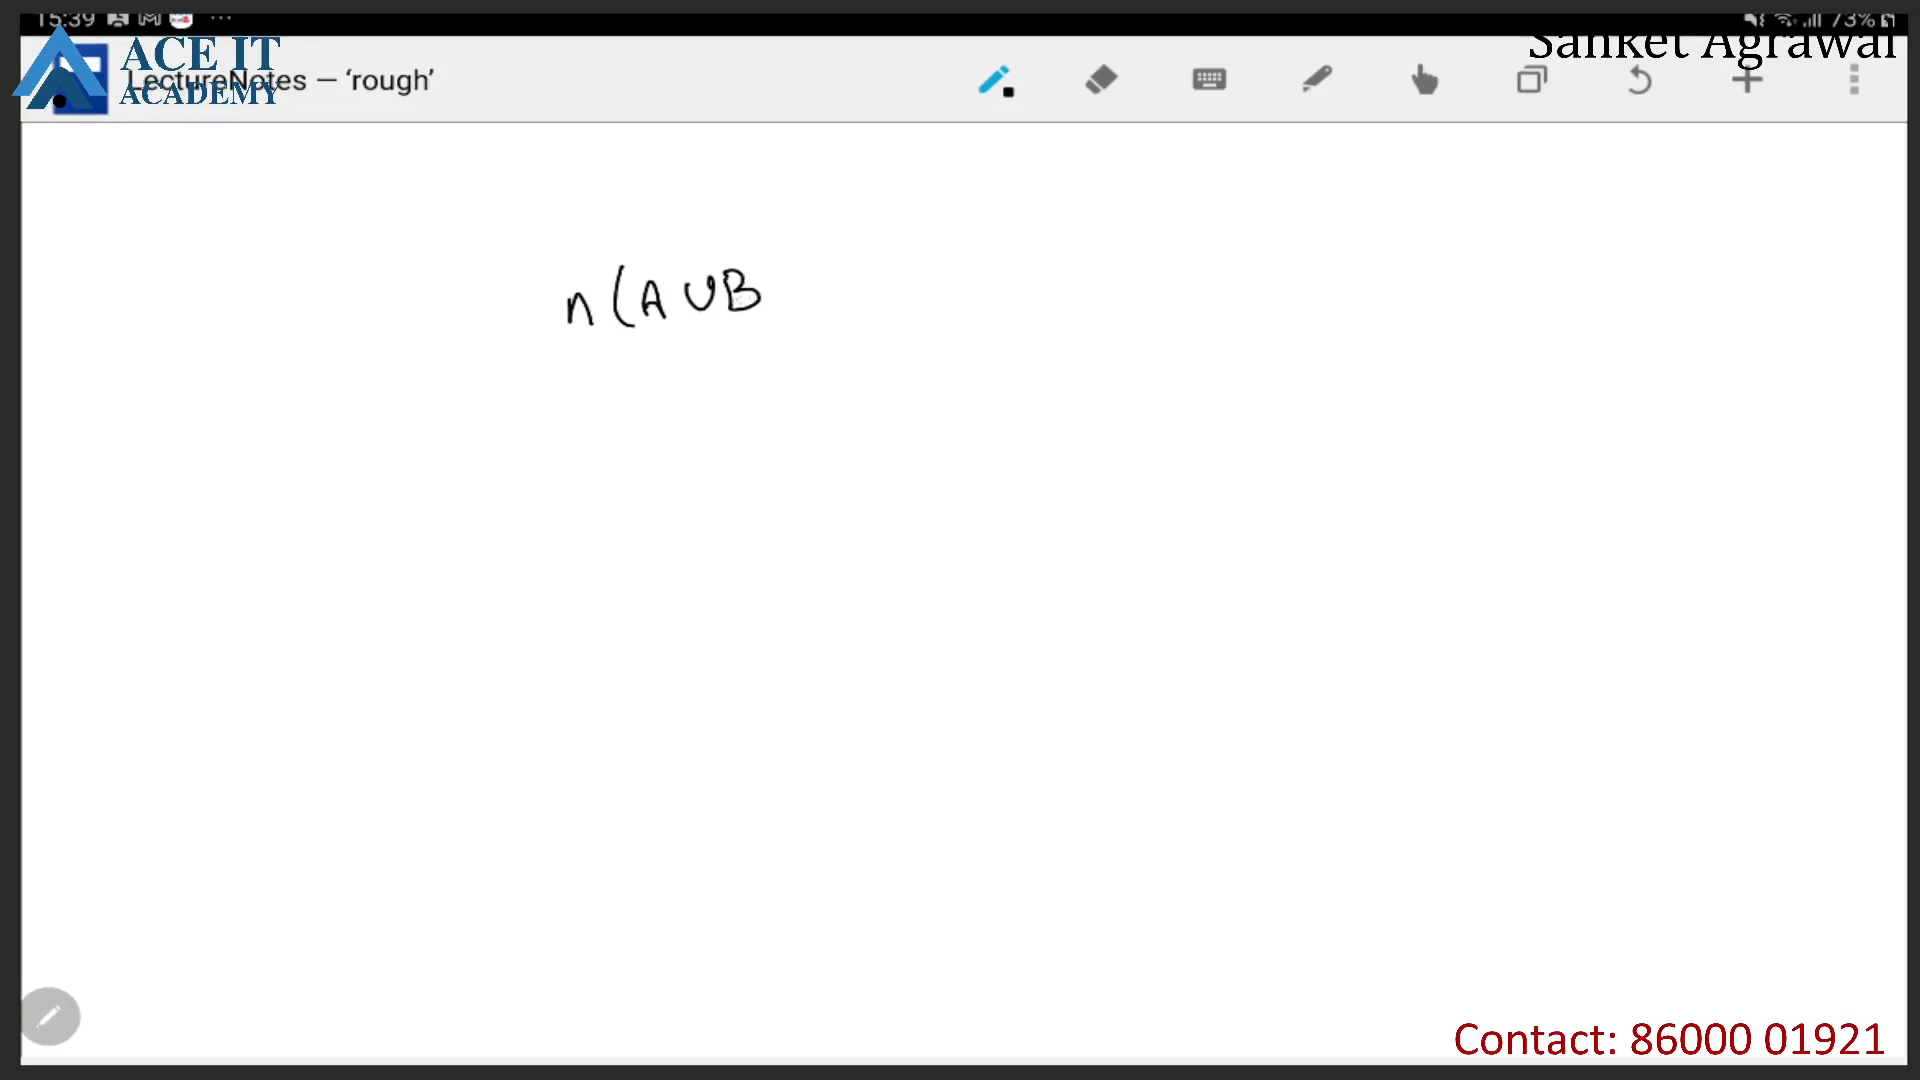 15:39 ... 73%
ACE IT
ACADEMY
LectureNotes — ‘rough’
Sanket Agrawal
n (A ∪ B
Contact: 86000 01921